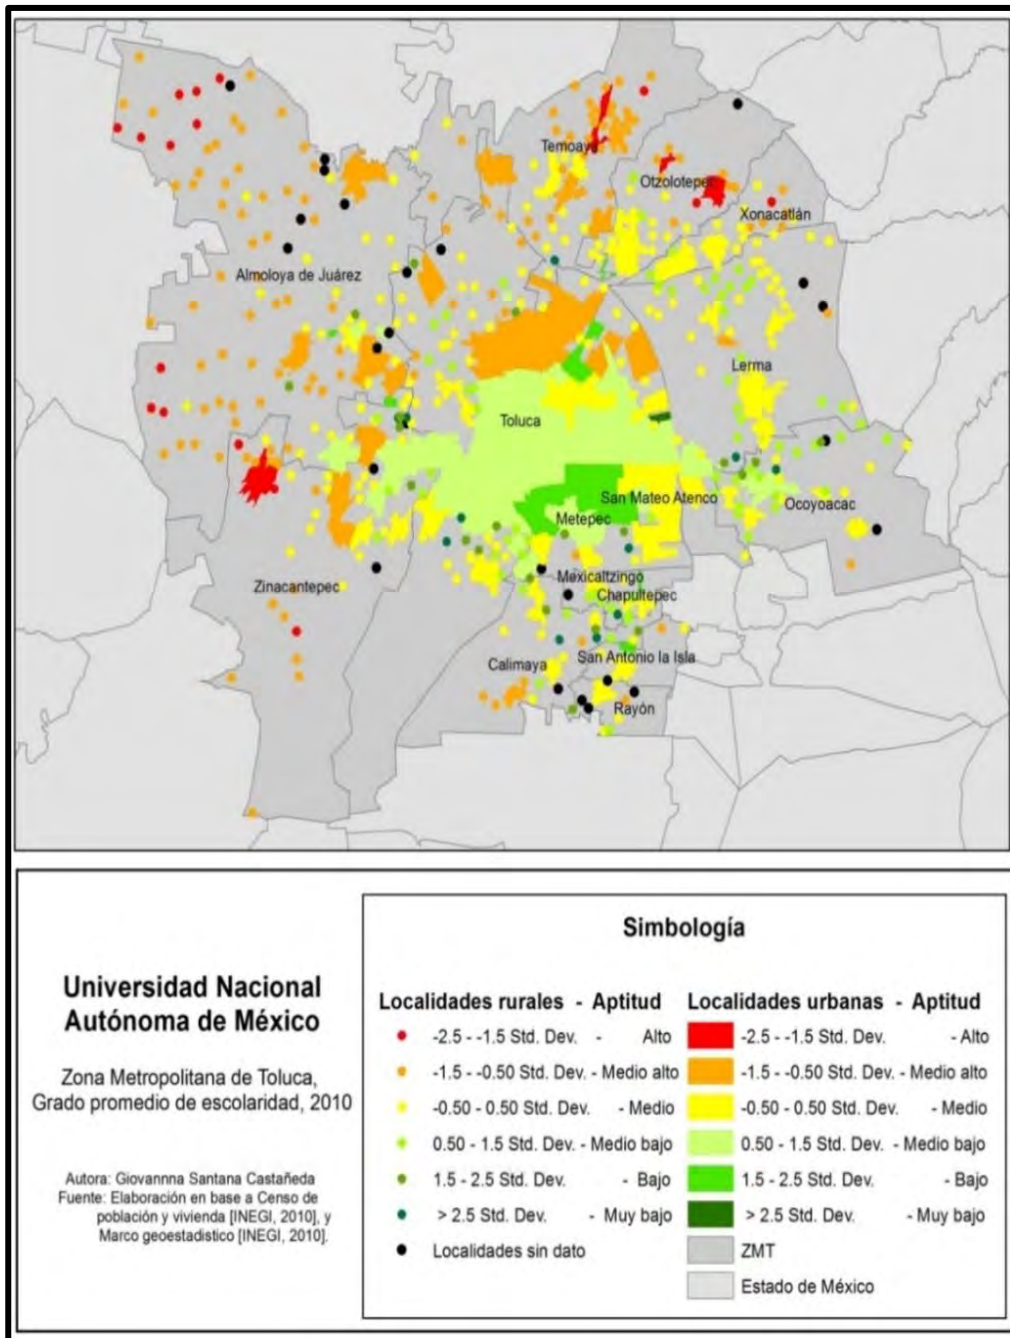 Temoaya
Otzolotepec
Xonacatlán
Almoloya de Juárez
Lerma
Toluca
San Mateo Atenco
Ocoyoacac
Metepec
Mexicaltzingo
Zinacantepec
Chapultepec
San Antonio la Isla
Calimaya
Rayón
Universidad Nacional
Autónoma de México
Zona Metropolitana de Toluca,
Grado promedio de escolaridad, 2010
Autora: Giovannna Santana Castañeda
Fuente: Elaboración en base a Censo de
población y vivienda [INEGI, 2010], y
Marco geoestadistico [INEGI, 2010].
Simbología
Localidades rurales - Aptitud
-2.5 - -1.5 Std. Dev. - Alto
-1.5 - -0.50 Std. Dev. - Medio alto
-0.50 - 0.50 Std. Dev. - Medio
0.50 - 1.5 Std. Dev. - Medio bajo
1.5 - 2.5 Std. Dev. - Bajo
> 2.5 Std. Dev. - Muy bajo
Localidades sin dato
Localidades urbanas - Aptitud
-2.5 - -1.5 Std. Dev. - Alto
-1.5 - -0.50 Std. Dev. - Medio alto
-0.50 - 0.50 Std. Dev. - Medio
0.50 - 1.5 Std. Dev. - Medio bajo
1.5 - 2.5 Std. Dev. - Bajo
> 2.5 Std. Dev. - Muy bajo
ZMT
Estado de México